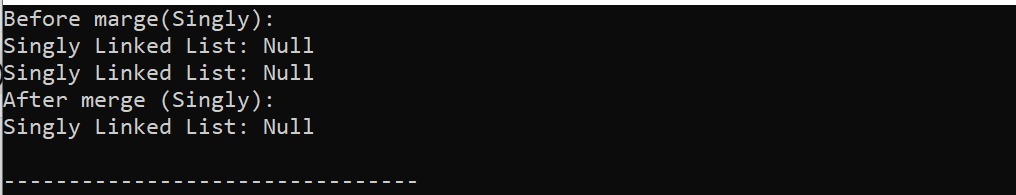 Before marge(Singly):
Singly Linked List: Null
Singly Linked List: Null
After merge (Singly):
Singly Linked List: Null
--------------------------------